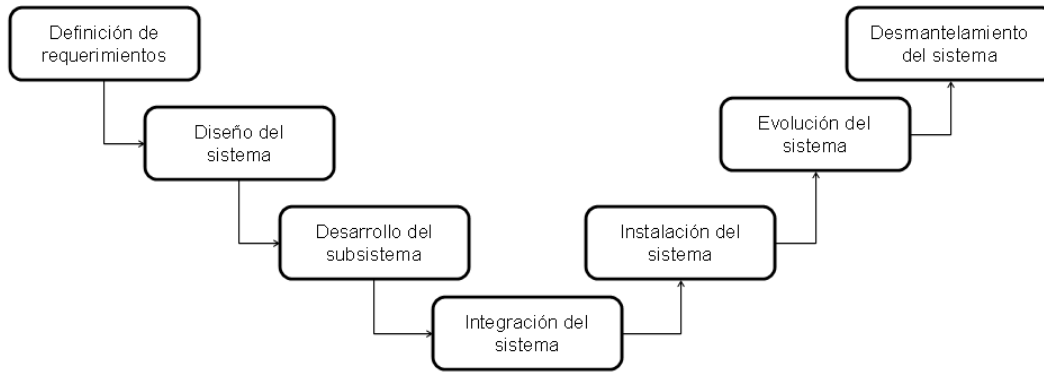 Definición de
requerimientos
Desmantelamiento
del sistema
Diseño del
sistema
Evolución del
sistema
Desarrollo del
subsistema
Instalación del
sistema
Integración del
sistema